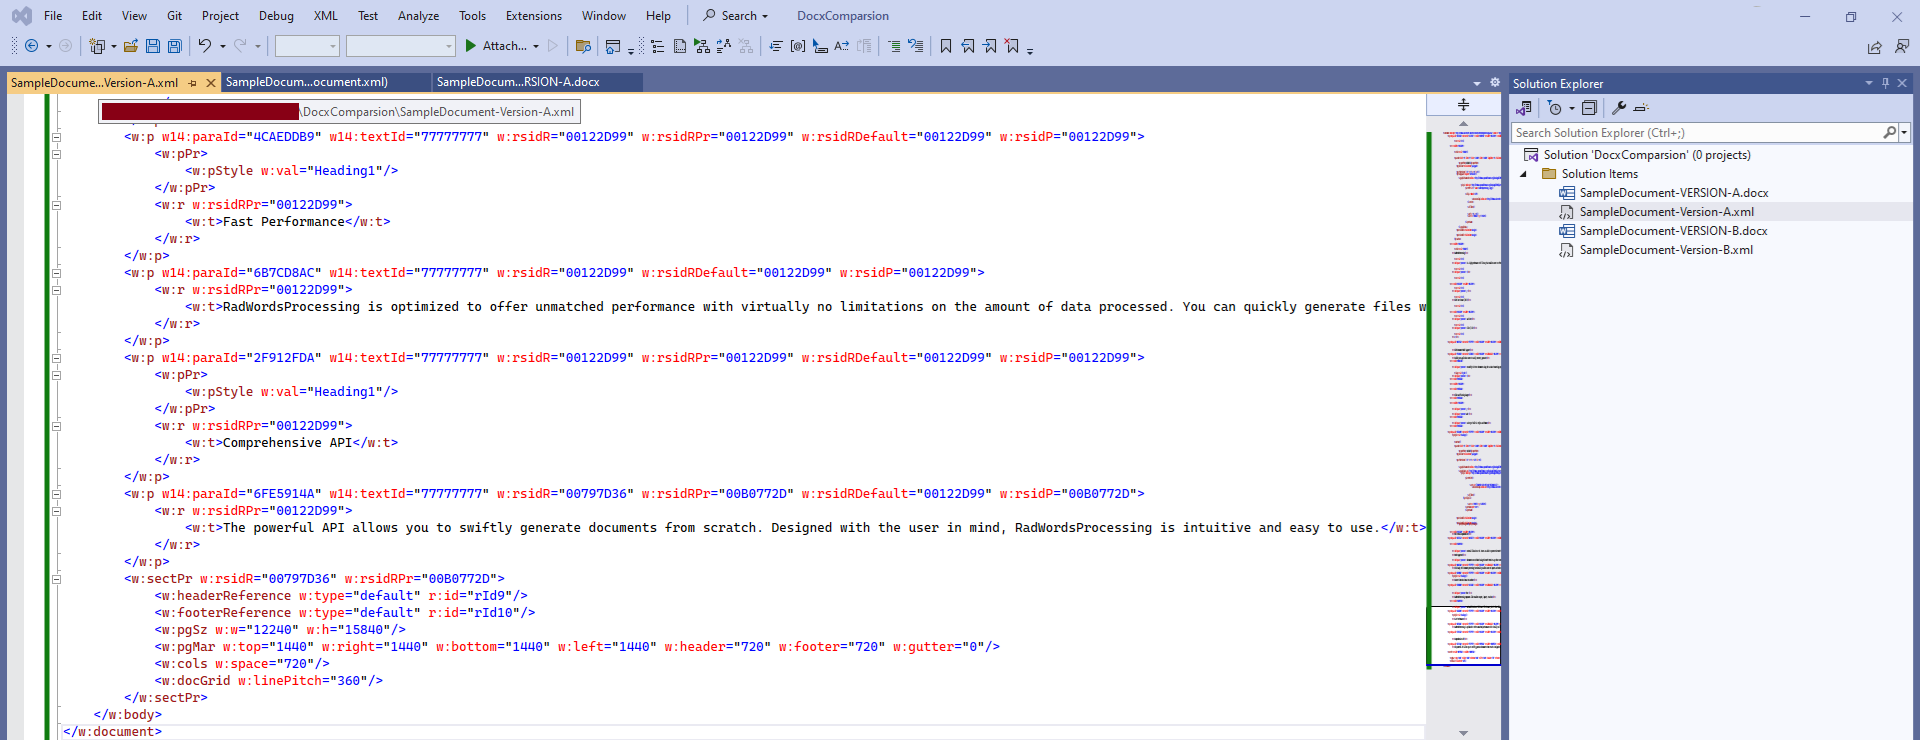 File Edit View Git Project Debug XML Test Analyze Tools Extensions Window Help Search DocxComparsion
Attach...
SampleDocume...Version-A.xml SampleDocum...ocument.xml) SampleDocum...RSION-A.docx
\DocxComparsion\SampleDocument-Version-A.xml
<w:p w14:paraId="4CAEDDB9" w14:textId="77777777" w:rsidR="00122D99" w:rsidRPr="00122D99" w:rsidRDefault="00122D99" w:rsidP="00122D99">
<w:pPr>
<w:pStyle w:val="Heading1"/>
</w:pPr>
<w:r w:rsidRPr="00122D99">
<w:t>Fast Performance</w:t>
</w:r>
</w:p>
<w:p w14:paraId="6B7CD8AC" w14:textId="77777777" w:rsidR="00122D99" w:rsidRDefault="00122D99" w:rsidP="00122D99">
<w:r w:rsidRPr="00122D99">
<w:t>RadWordsProcessing is optimized to offer unmatched performance with virtually no limitations on the amount of data processed. You can quickly generate files w
</w:r>
</w:p>
<w:p w14:paraId="2F912FDA" w14:textId="77777777" w:rsidR="00122D99" w:rsidRPr="00122D99" w:rsidRDefault="00122D99" w:rsidP="00122D99">
<w:pPr>
<w:pStyle w:val="Heading1"/>
</w:pPr>
<w:r w:rsidRPr="00122D99">
<w:t>Comprehensive API</w:t>
</w:r>
</w:p>
<w:p w14:paraId="6FE5914A" w14:textId="77777777" w:rsidR="00797D36" w:rsidRPr="00B0772D" w:rsidRDefault="00122D99" w:rsidP="00B0772D">
<w:r w:rsidRPr="00122D99">
<w:t>The powerful API allows you to swiftly generate documents from scratch. Designed with the user in mind, RadWordsProcessing is intuitive and easy to use.</w:t>
</w:r>
</w:p>
<w:sectPr w:rsidR="00797D36" w:rsidRPr="00B0772D">
<w:headerReference w:type="default" r:id="rId9"/>
<w:footerReference w:type="default" r:id="rId10"/>
<w:pgSz w:w="12240" w:h="15840"/>
<w:pgMar w:top="1440" w:right="1440" w:bottom="1440" w:left="1440" w:header="720" w:footer="720" w:gutter="0"/>
<w:cols w:space="720"/>
<w:docGrid w:linePitch="360"/>
</w:sectPr>
</w:body>
</w:document>
Solution Explorer
Search Solution Explorer (Ctrl+;)
Solution 'DocxComparsion' (0 projects)
Solution Items
SampleDocument-VERSION-A.docx
SampleDocument-Version-A.xml
SampleDocument-VERSION-B.docx
SampleDocument-Version-B.xml